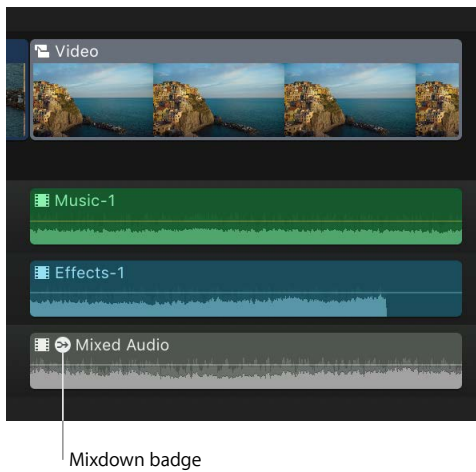 Video
Music-1
Effects-1
Mixed Audio
Mixdown badge